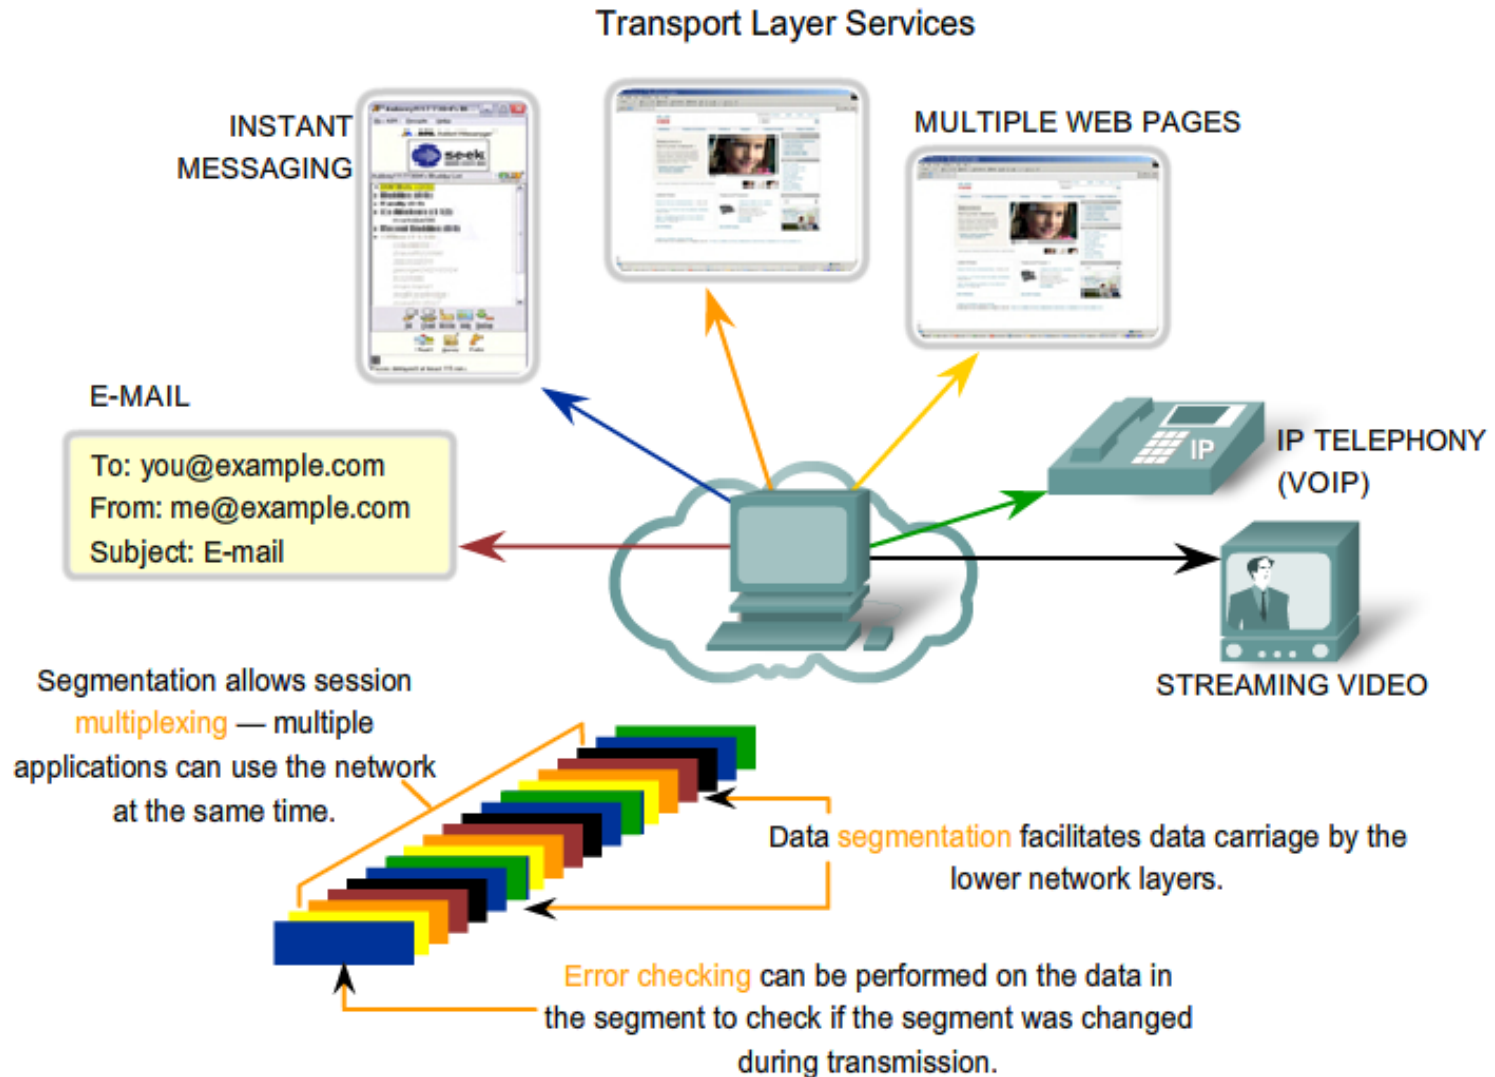 Transport Layer Services
INSTANT
MESSAGING
seek
MULTIPLE WEB PAGES
E-MAIL
To: you@example.com
From: me@example.com
Subject: E-mail
IP
IP TELEPHONY
(VOIP)
STREAMING VIDEO
Segmentation allows session
multiplexing — multiple
applications can use the network
at the same time.
Data segmentation facilitates data carriage by the
lower network layers.
Error checking can be performed on the data in
the segment to check if the segment was changed
during transmission.